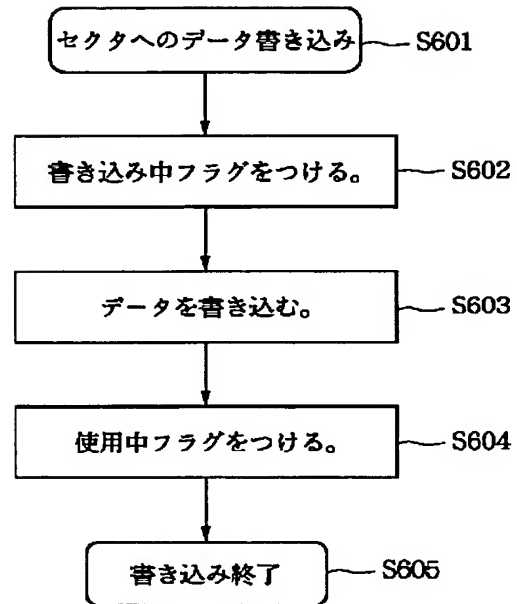 セクタへのデータ書き込み S601
書き込み中フラグをつける。 S602
データを書き込む。 S603
使用中フラグをつける。 S604
書き込み終了 S605